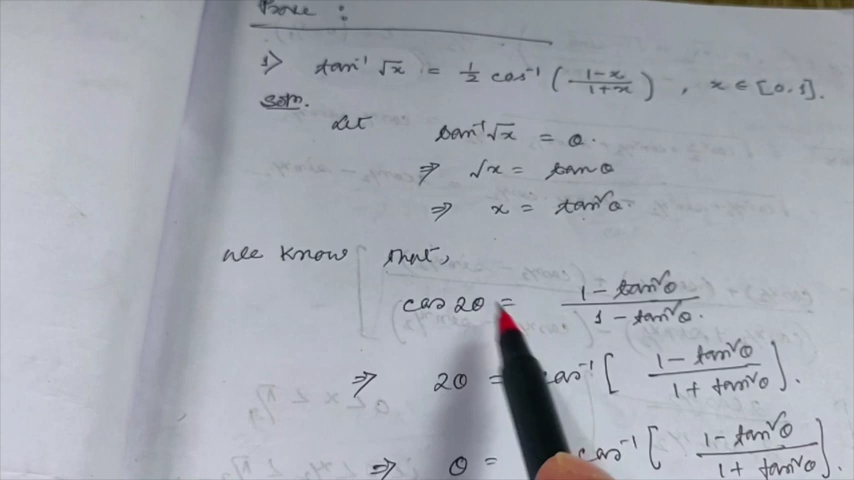 Prove :
1) tan⁻¹ √x = 1/2 cos⁻¹ ( (1-x)/(1+x) ) , x ∈ [0,1].
Soln.
Let tan⁻¹√x = θ.
⇒ √x = tanθ
⇒ x = tan²θ.
We know that,
cos 2θ = (1 - tan²θ)/(1 - tan²θ).
⇒ 2θ = cos⁻¹ [ (1 - tan²θ)/(1 + tan²θ) ].
⇒ θ = cos⁻¹ [ (1 - tan²θ)/(1 + tan²θ) ].